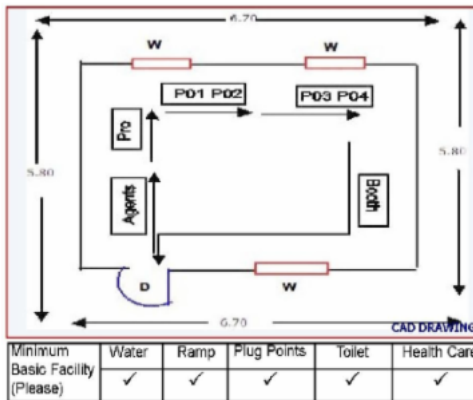 6.70
W
W
P01 P02
P03 P04
Pro
5.80
5.80
Agents
Booth
D
W
6.70
CAD DRAWING
Minimum Basic Facility (Please)
Water
Ramp
Plug Points
Toilet
Health Care
✓ ✓ ✓ ✓ ✓